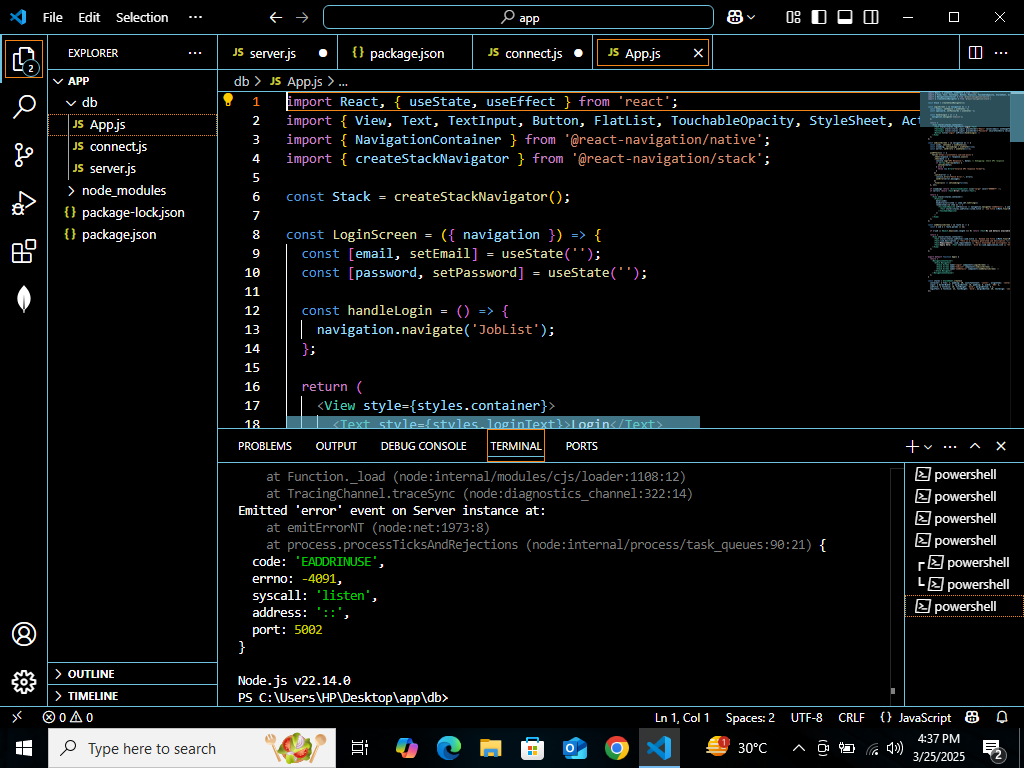 File Edit Selection ··· app
EXPLORER ···
JS server.js ●
{} package.json
JS connect.js ●
JS App.js ×
2
APP
db
JS App.js
JS connect.js
JS server.js
node_modules
{} package-lock.json
{} package.json
OUTLINE
TIMELINE
db > JS App.js > ...
1 import React, { useState, useEffect } from 'react';
2 import { View, Text, TextInput, Button, FlatList, TouchableOpacity, StyleSheet, Act
3 import { NavigationContainer } from '@react-navigation/native';
4 import { createStackNavigator } from '@react-navigation/stack';
5
6 const Stack = createStackNavigator();
7
8 const LoginScreen = ({ navigation }) => {
9 const [email, setEmail] = useState('');
10 const [password, setPassword] = useState('');
11
12 const handleLogin = () => {
13 navigation.navigate('JobList');
14 };
15
16 return (
17 <View style={styles.container}>
18 <Text style={styles.loginText}>Login</Text>
PROBLEMS OUTPUT DEBUG CONSOLE TERMINAL PORTS
at Function._load (node:internal/modules/cjs/loader:1108:12)
at TracingChannel.traceSync (node:diagnostics_channel:322:14)
Emitted 'error' event on Server instance at:
at emitErrorNT (node:net:1973:8)
at process.processTicksAndRejections (node:internal/process/task_queues:90:21) {
code: 'EADDRINUSE',
errno: -4091,
syscall: 'listen',
address: '::',
port: 5002
}
Node.js v22.14.0
PS C:\Users\HP\Desktop\app\db>
powershell
powershell
powershell
powershell
powershell
powershell
powershell
0 0 Ln 1, Col 1 Spaces: 2 UTF-8 CRLF {} JavaScript
Type here to search
1 30°C
4:37 PM
3/25/2025
2